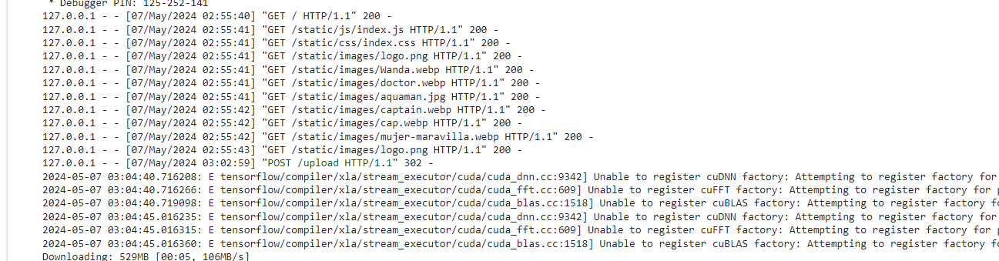 * Debugger PIN: 125-252-141
127.0.0.1 - - [07/May/2024 02:55:40] "GET / HTTP/1.1" 200 -
127.0.0.1 - - [07/May/2024 02:55:41] "GET /static/js/index.js HTTP/1.1" 200 -
127.0.0.1 - - [07/May/2024 02:55:41] "GET /static/css/index.css HTTP/1.1" 200 -
127.0.0.1 - - [07/May/2024 02:55:41] "GET /static/images/logo.png HTTP/1.1" 200 -
127.0.0.1 - - [07/May/2024 02:55:41] "GET /static/images/Wanda.webp HTTP/1.1" 200 -
127.0.0.1 - - [07/May/2024 02:55:41] "GET /static/images/doctor.webp HTTP/1.1" 200 -
127.0.0.1 - - [07/May/2024 02:55:41] "GET /static/images/aquaman.jpg HTTP/1.1" 200 -
127.0.0.1 - - [07/May/2024 02:55:42] "GET /static/images/captain.webp HTTP/1.1" 200 -
127.0.0.1 - - [07/May/2024 02:55:42] "GET /static/images/cap.webp HTTP/1.1" 200 -
127.0.0.1 - - [07/May/2024 02:55:42] "GET /static/images/mujer-maravilla.webp HTTP/1.1" 200 -
127.0.0.1 - - [07/May/2024 02:55:43] "GET /static/images/logo.png HTTP/1.1" 200 -
127.0.0.1 - - [07/May/2024 03:02:59] "POST /upload HTTP/1.1" 302 -
2024-05-07 03:04:40.716208: E tensorflow/compiler/xla/stream_executor/cuda/cuda_dnn.cc:9342] Unable to register cuDNN factory: Attempting to register factory for
2024-05-07 03:04:40.716266: E tensorflow/compiler/xla/stream_executor/cuda/cuda_fft.cc:609] Unable to register cuFFT factory: Attempting to register factory for
2024-05-07 03:04:40.719098: E tensorflow/compiler/xla/stream_executor/cuda/cuda_blas.cc:1518] Unable to register cuBLAS factory: Attempting to register factory
2024-05-07 03:04:45.016235: E tensorflow/compiler/xla/stream_executor/cuda/cuda_dnn.cc:9342] Unable to register cuDNN factory: Attempting to register factory for
2024-05-07 03:04:45.016315: E tensorflow/compiler/xla/stream_executor/cuda/cuda_fft.cc:609] Unable to register cuFFT factory: Attempting to register factory for
2024-05-07 03:04:45.016360: E tensorflow/compiler/xla/stream_executor/cuda/cuda_blas.cc:1518] Unable to register cuBLAS factory: Attempting to register factory
Downloading: 529MB [00:05, 106MB/s]